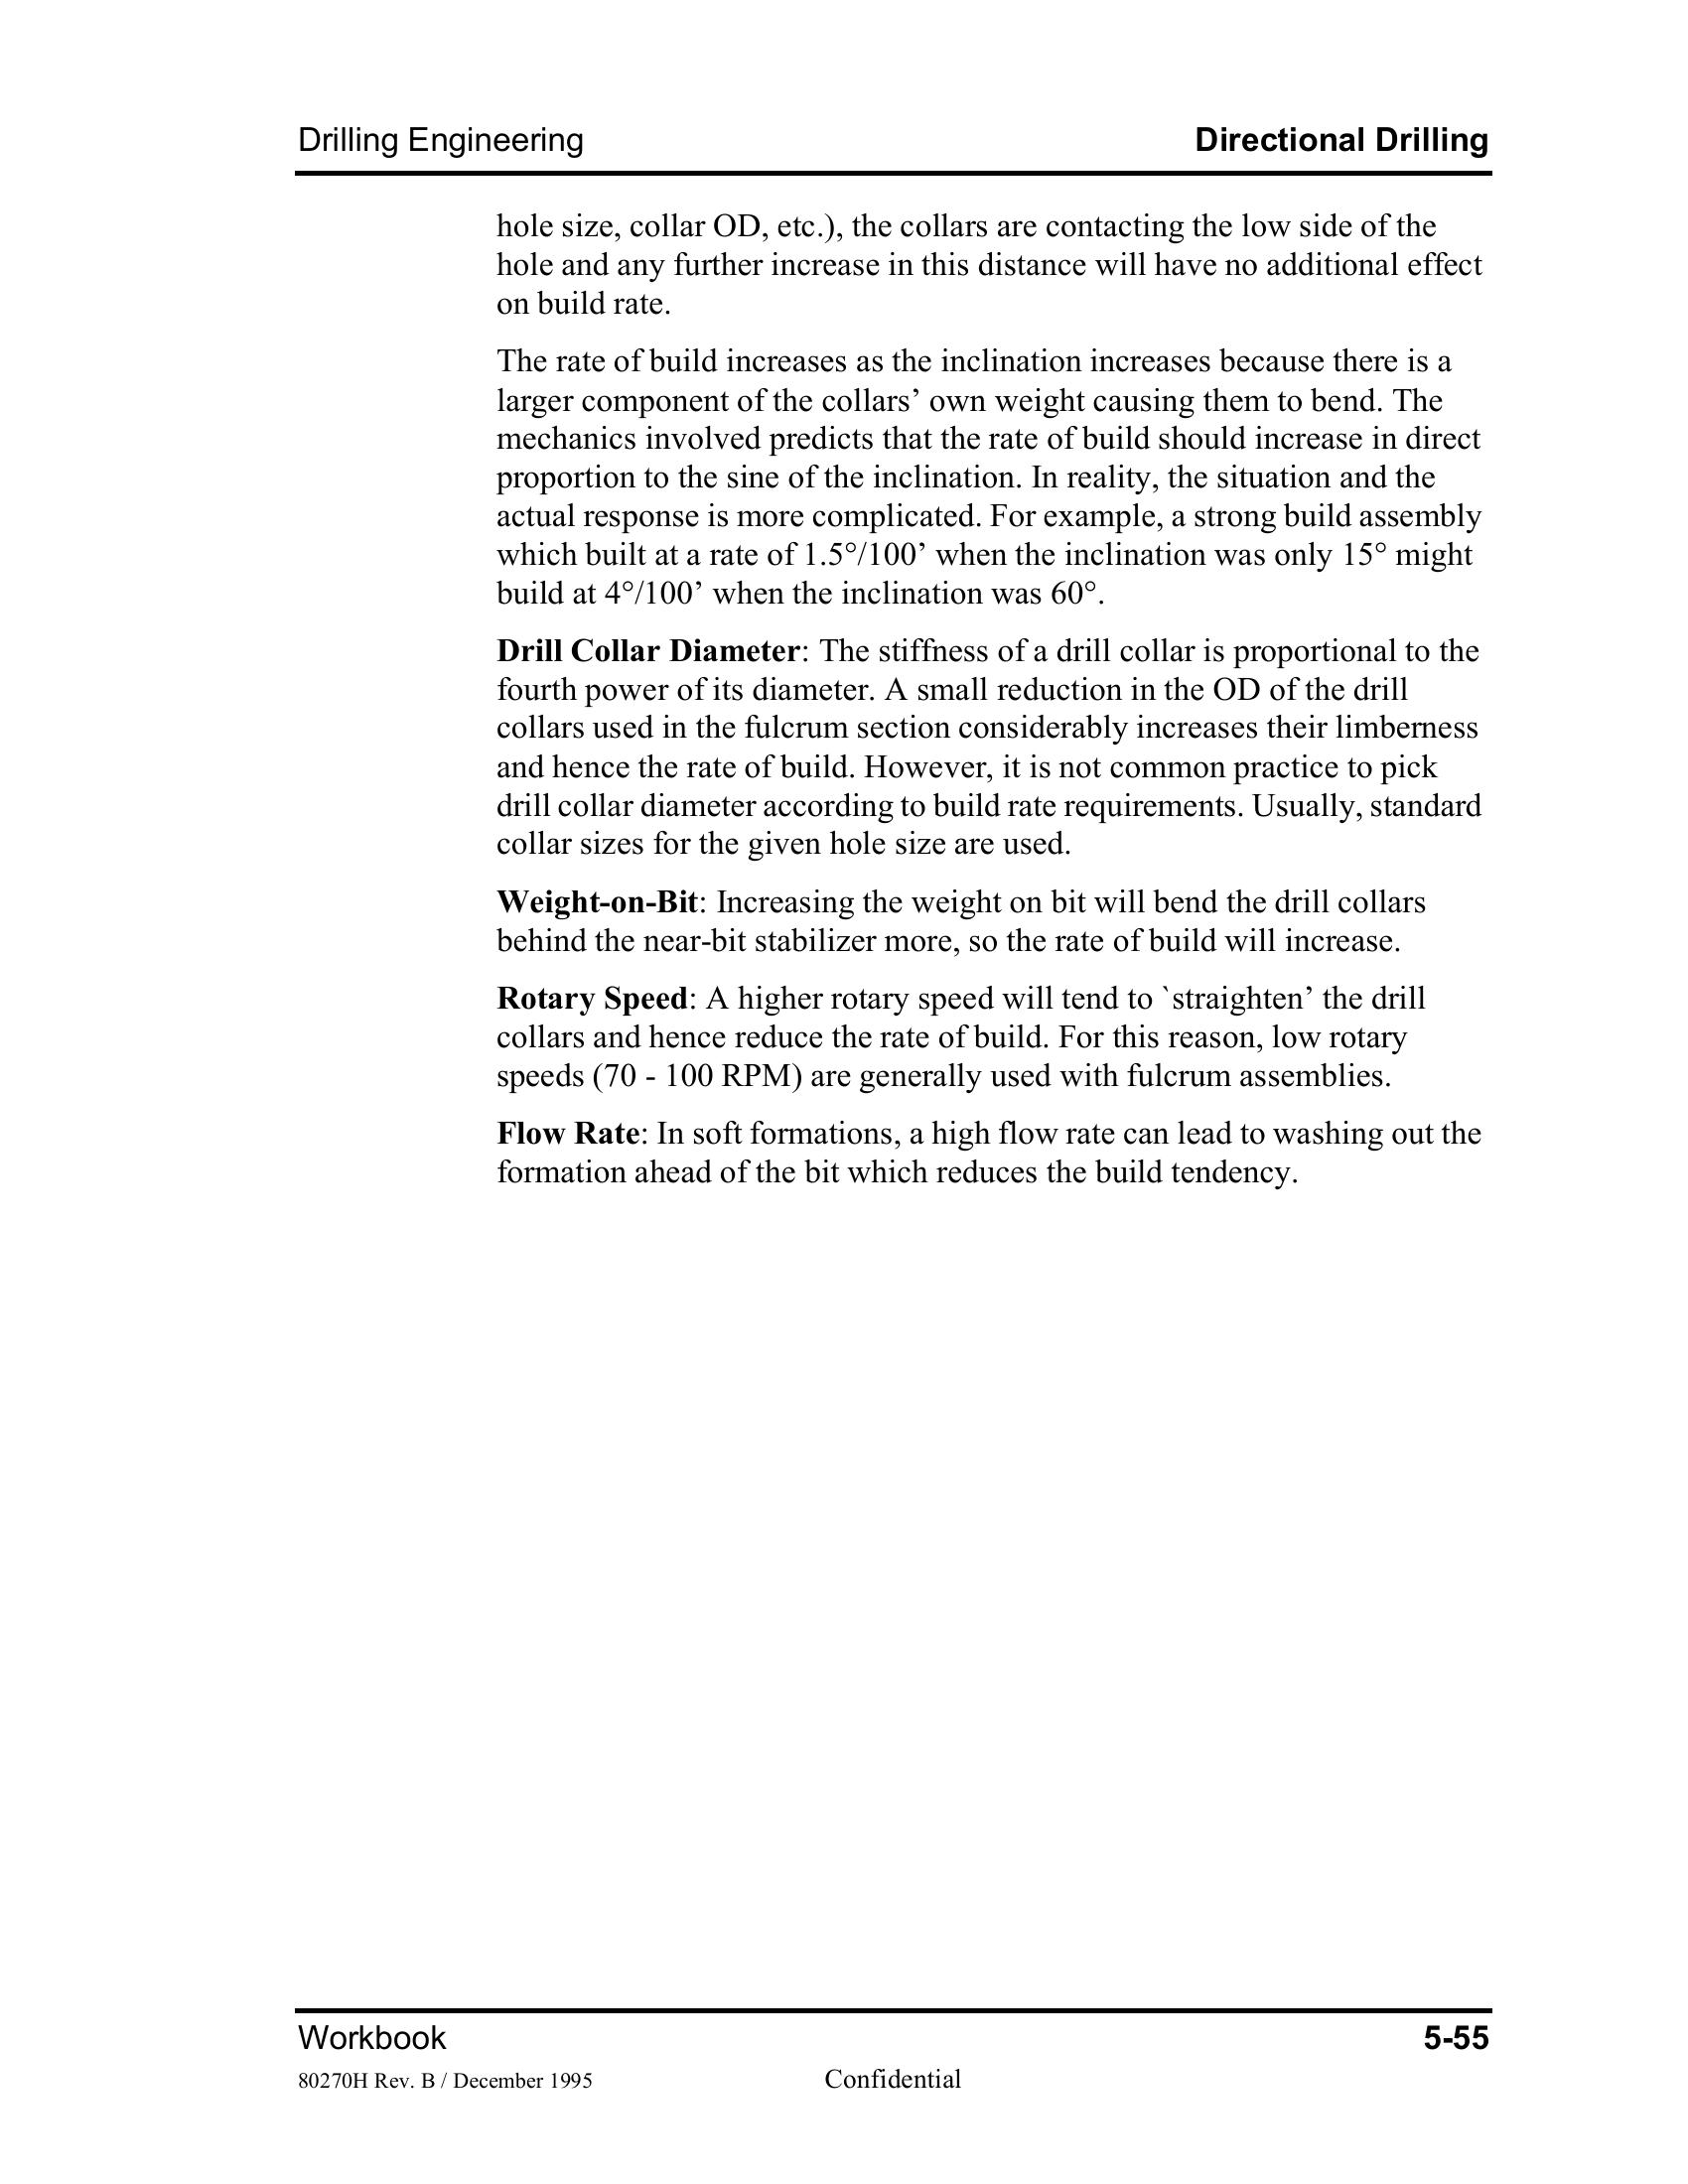 Drilling Engineering Directional Drilling
hole size, collar OD, etc.), the collars are contacting the low side of the
hole and any further increase in this distance will have no additional effect
on build rate.
The rate of build increases as the inclination increases because there is a
larger component of the collars’ own weight causing them to bend. The
mechanics involved predicts that the rate of build should increase in direct
proportion to the sine of the inclination. In reality, the situation and the
actual response is more complicated. For example, a strong build assembly
which built at a rate of 1.5°/100’ when the inclination was only 15° might
build at 4°/100’ when the inclination was 60°.
Drill Collar Diameter: The stiffness of a drill collar is proportional to the
fourth power of its diameter. A small reduction in the OD of the drill
collars used in the fulcrum section considerably increases their limberness
and hence the rate of build. However, it is not common practice to pick
drill collar diameter according to build rate requirements. Usually, standard
collar sizes for the given hole size are used.
Weight-on-Bit: Increasing the weight on bit will bend the drill collars
behind the near-bit stabilizer more, so the rate of build will increase.
Rotary Speed: A higher rotary speed will tend to `straighten’ the drill
collars and hence reduce the rate of build. For this reason, low rotary
speeds (70 - 100 RPM) are generally used with fulcrum assemblies.
Flow Rate: In soft formations, a high flow rate can lead to washing out the
formation ahead of the bit which reduces the build tendency.
Workbook 5-55
80270H Rev. B / December 1995 Confidential